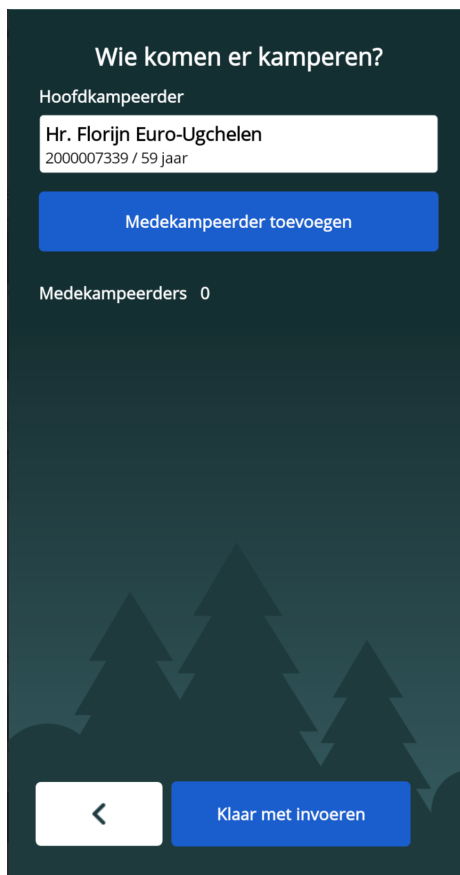 Wie komen er kamperen?
Hoofdkampeerder
Hr. Florijn Euro-Ugchelen
2000007339 / 59 jaar
Medekampeerder toevoegen
Medekampeerders 0
Klaar met invoeren